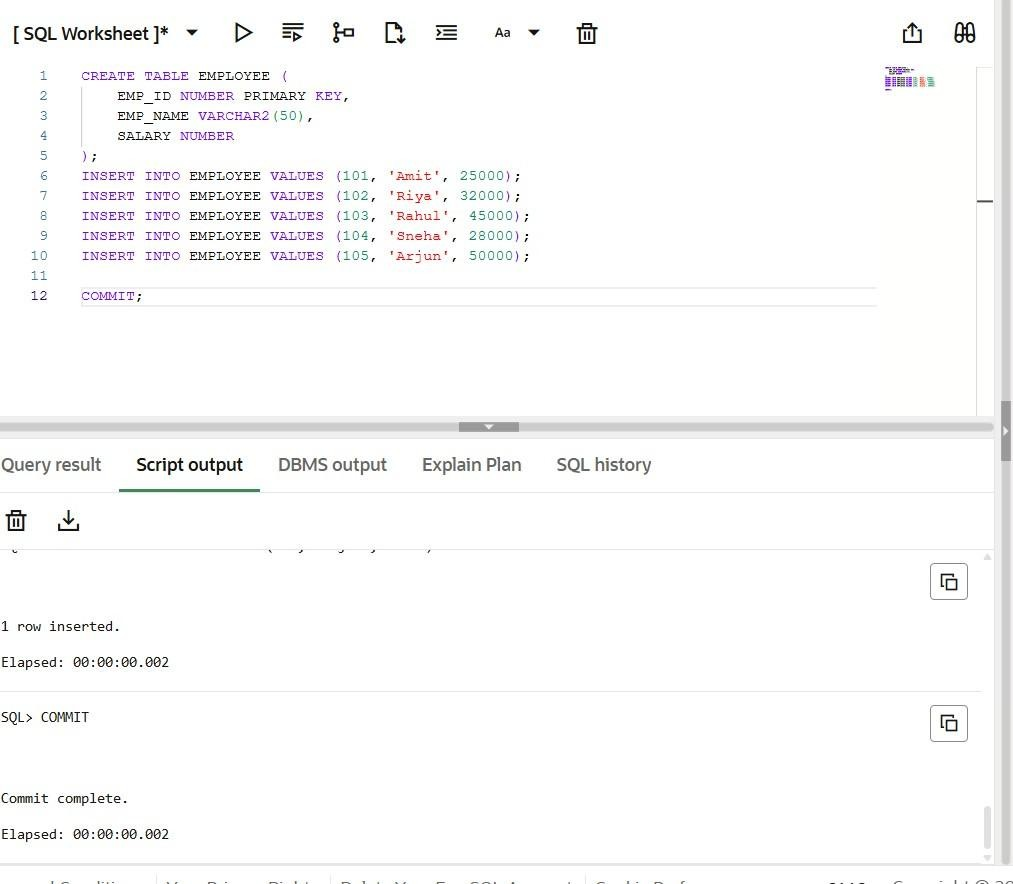 [ SQL Worksheet ]*
Aa
1 CREATE TABLE EMPLOYEE (
2 EMP_ID NUMBER PRIMARY KEY,
3 EMP_NAME VARCHAR2(50),
4 SALARY NUMBER
5 );
6 INSERT INTO EMPLOYEE VALUES (101, 'Amit', 25000);
7 INSERT INTO EMPLOYEE VALUES (102, 'Riya', 32000);
8 INSERT INTO EMPLOYEE VALUES (103, 'Rahul', 45000);
9 INSERT INTO EMPLOYEE VALUES (104, 'Sneha', 28000);
10 INSERT INTO EMPLOYEE VALUES (105, 'Arjun', 50000);
11
12 COMMIT;
Query result Script output DBMS output Explain Plan SQL history
1 row inserted.
Elapsed: 00:00:00.002
SQL> COMMIT
Commit complete.
Elapsed: 00:00:00.002